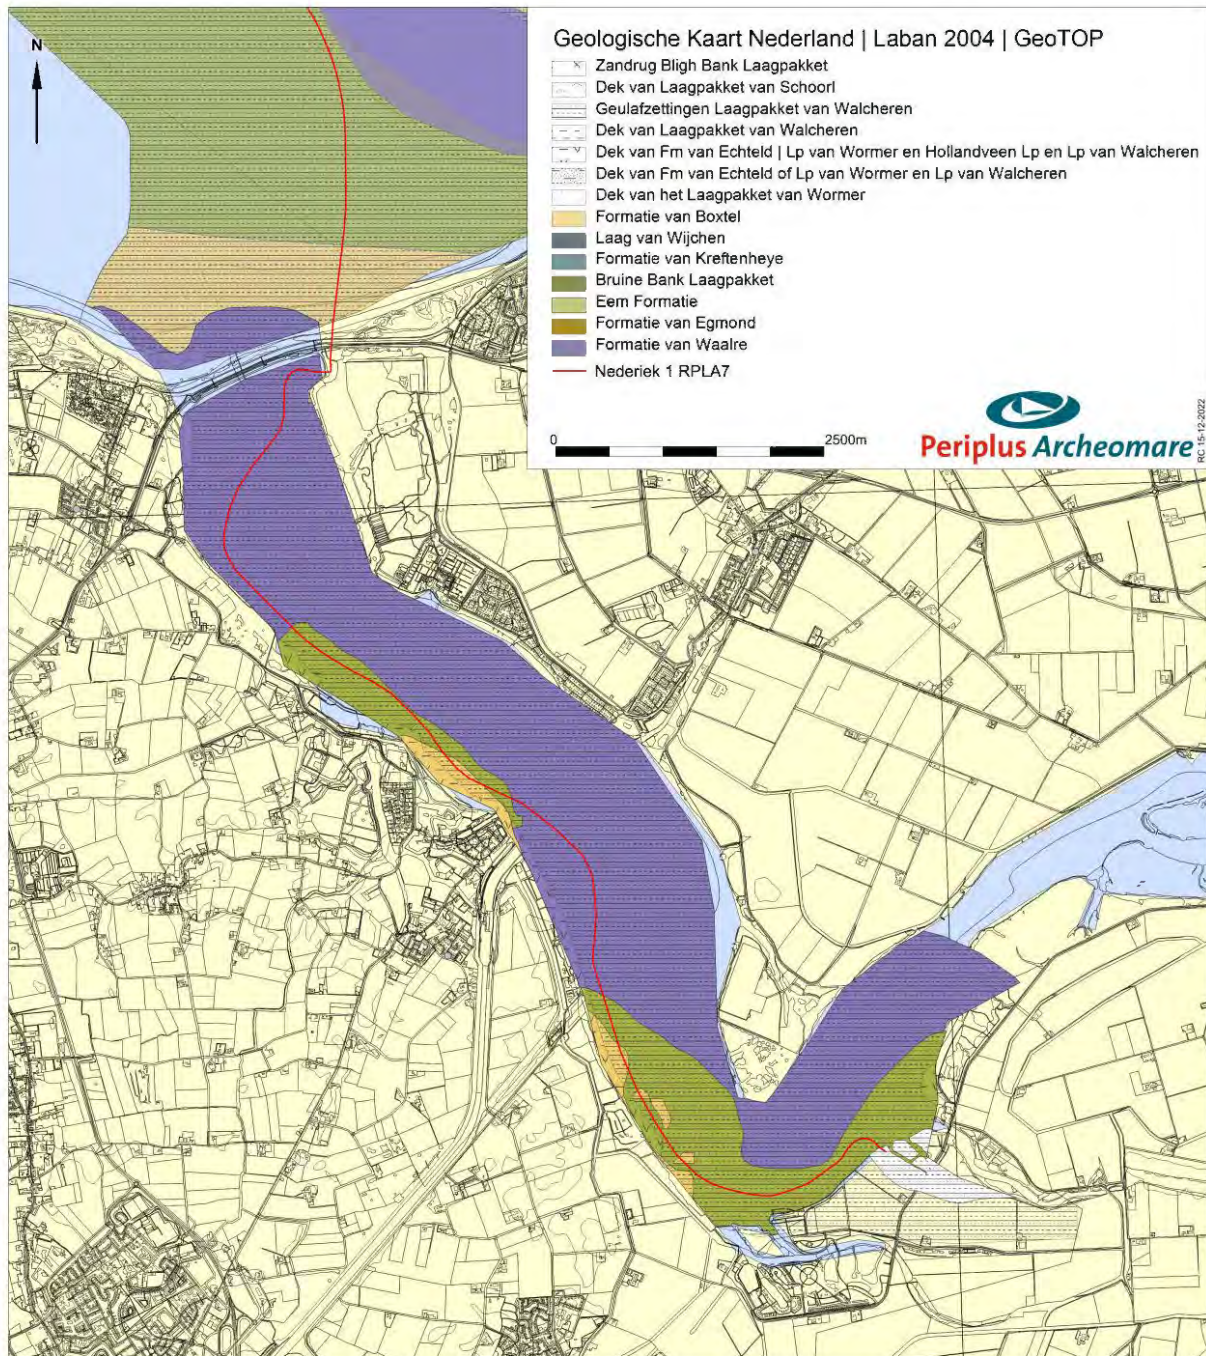 Geologische Kaart Nederland | Laban 2004 | GeoTOP
Zandrug Bligh Bank Laagpakket
Dek van Laagpakket van Schoorl
Geulafzettingen Laagpakket van Walcheren
Dek van Laagpakket van Walcheren
Dek van Fm van Echteld | Lp van Wormer en Hollandveen Lp en Lp van Walcheren
Dek van Fm van Echteld of Lp van Wormer en Lp van Walcheren
Dek van het Laagpakket van Wormer
Formatie van Boxtel
Laag van Wijchen
Formatie van Kreftenheye
Bruine Bank Laagpakket
Eem Formatie
Formatie van Egmond
Formatie van Waalre
Nederiek 1 RPLA7
0 2500m
Periplus Archeomare
RC 15-12-2022
N